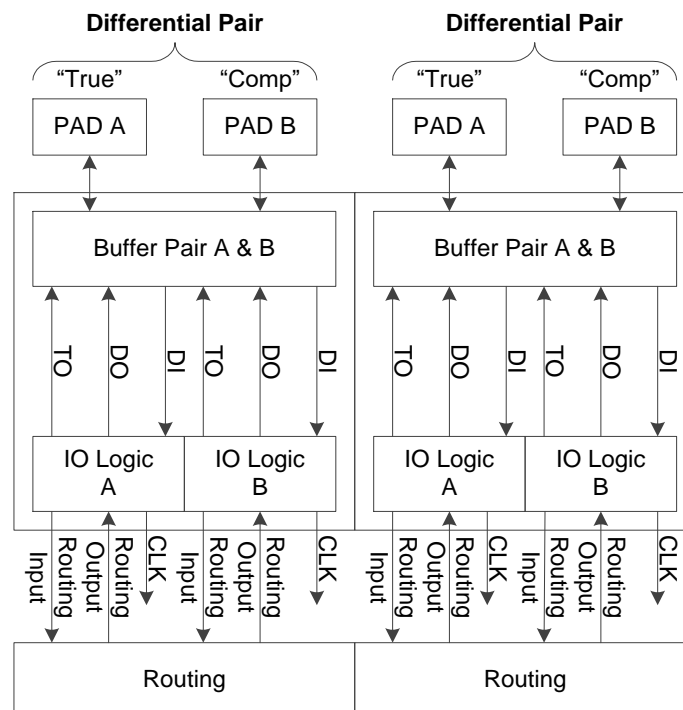 Differential Pair Differential Pair
“True” “Comp” “True” “Comp”
PAD A PAD B PAD A PAD B
Buffer Pair A & B Buffer Pair A & B
TO DO DI TO DO DI TO DO DI TO DO DI
IO Logic A IO Logic B IO Logic A IO Logic B
Routing Input Routing Output CLK Routing Input Routing Output CLK Routing Input Routing Output CLK Routing Input Routing Output CLK
Routing Routing